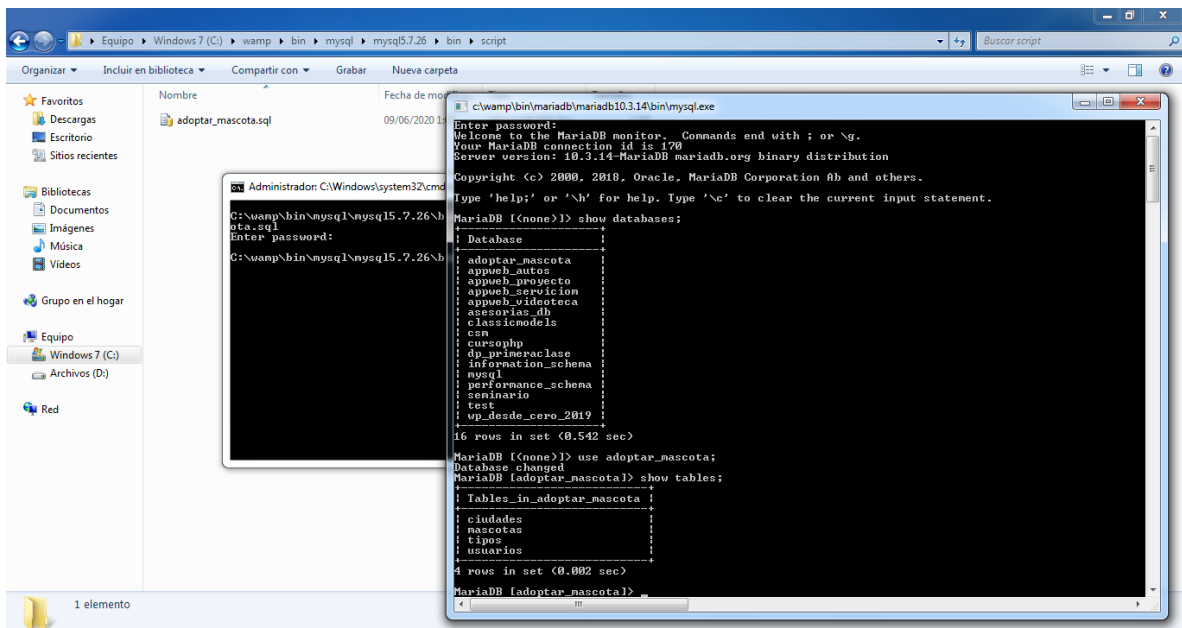 Equipo ▸ Windows 7 (C:) ▸ wamp ▸ bin ▸ mysql ▸ mysql5.7.26 ▸ bin ▸ script
Buscar script
Organizar
Incluir en biblioteca
Compartir con
Grabar
Nueva carpeta
Favoritos
Descargas
Escritorio
Sitios recientes
Bibliotecas
Documentos
Imágenes
Música
Vídeos
Grupo en el hogar
Equipo
Windows 7 (C:)
Archivos (D:)
Red
Nombre
Fecha de
adoptar_mascota.sql
09/06/2020
Administrador: C:\Windows\system32\cmd
C:\wamp\bin\mysql\mysql5.7.26\b
ota.sql
Enter password:
C:\wamp\bin\mysql\mysql5.7.26\b
c:\wamp\bin\mariadb\mariadb10.3.14\bin\mysql.exe
Enter password:
Welcome to the MariaDB monitor.  Commands end with ; or \g.
Your MariaDB connection id is 170
Server version: 10.3.14-MariaDB mariadb.org binary distribution
Copyright (c) 2000, 2018, Oracle, MariaDB Corporation Ab and others.
Type 'help;' or '\h' for help. Type '\c' to clear the current input statement.
MariaDB [(none)]> show databases;
+--------------------+
| Database           |
+--------------------+
| adoptar_mascota    |
| appweb_autos       |
| appweb_proyecto    |
| appweb_serviciom   |
| appweb_videoteca   |
| asesorias_db       |
| classicmodels      |
| csm                |
| cursophp           |
| dp_primeraclase    |
| information_schema |
| mysql              |
| performance_schema |
| seminario          |
| test               |
| wp_desde_cero_2019 |
+--------------------+
16 rows in set (0.542 sec)
MariaDB [(none)]> use adoptar_mascota;
Database changed
MariaDB [adoptar_mascota]> show tables;
+---------------------------+
| Tables_in_adoptar_mascota |
+---------------------------+
| ciudades                  |
| mascotas                  |
| tipos                     |
| usuarios                  |
+---------------------------+
4 rows in set (0.002 sec)
MariaDB [adoptar_mascota]> _
1 elemento